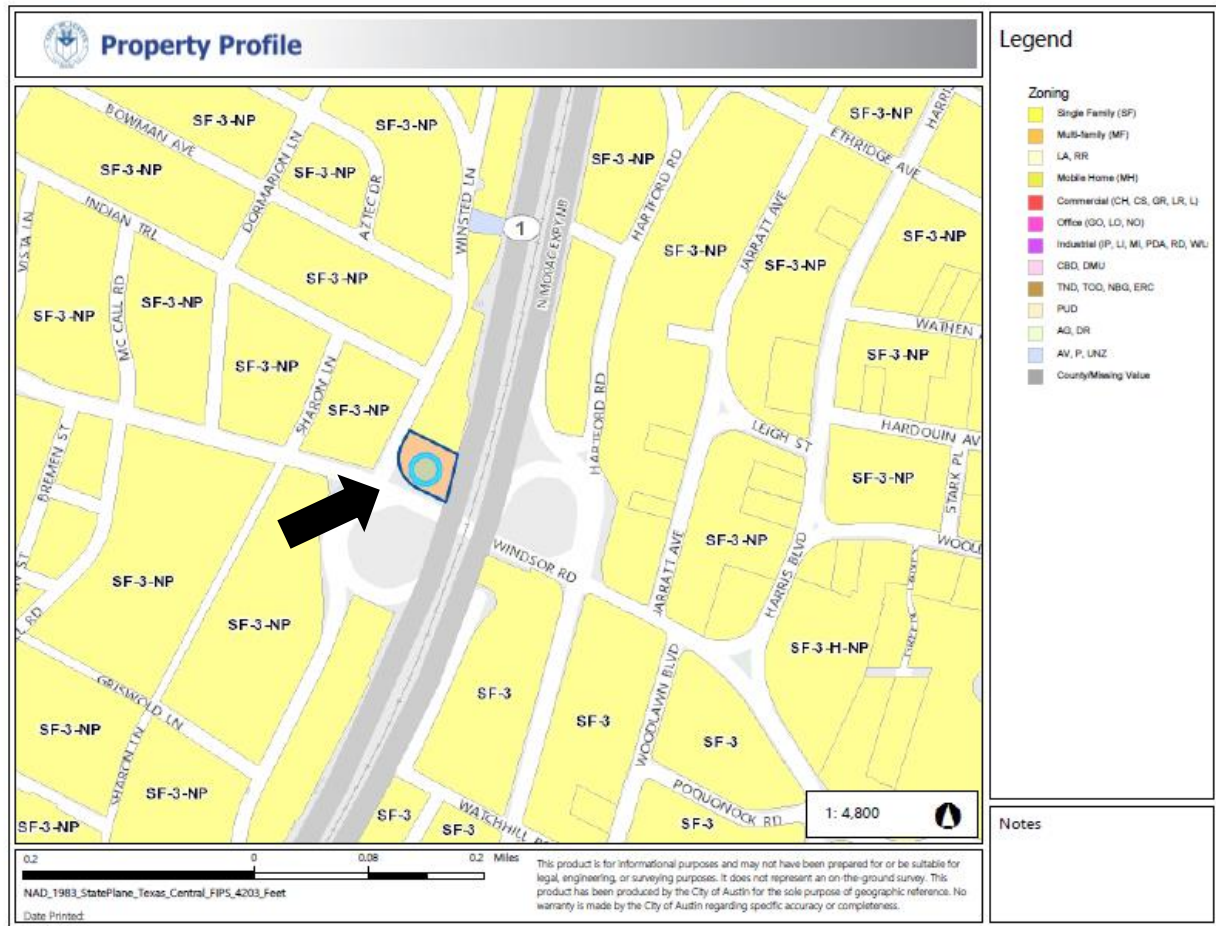 Property Profile
Legend
Zoning
Single Family (SF)
Multi-family (MF)
LA, RR
Mobile Home (MH)
Commercial (CH, CS, GR, LR, L)
Office (GO, LO, NO)
Industrial (IP, LI, MI, PDA, RD, W/L
CBD, DMU
TND, TOD, NBG, ERC
PUD
AG, DR
AV, P, UNZ
County/Missing Value
Notes
BOWMAN AVE
SF-3-NP
SF-3-NP
SF-3-NP
SF-3-NP
SF-3-NP
SF-3-NP
HARRIS
ETHRIDGE AVE
DORMARION LN
AZTEC DR
WINSTED LN
HARTFORD RD
JARRATT AVE
INDIAN TRL
VISTA LN
MC CALL RD
1
N MOPAC EXPY NB
SF-3-NP
SF-3-NP
SF-3-NP
SF-3-NP
SF-3-NP
SF-3-NP
WATHEN
SF-3-NP
SF-3-NP
SHARON LN
SF-3-NP
HARTFORD RD
LEIGH ST
HARDOUIN AV
BREMEN ST
SF-3-NP
STARK PL
WINDSOR RD
SF-3-NP
WOOL
JARRATT AVE
HARRIS BLVD
SF-3-NP
SF-3-NP
SF-3-H-NP
RD
GRISWOLD LN
SF-3
SF-3
WOODLAWN BLVD
SF-3-NP
SHARON LN
SF-3
SF-3-NP
POQUONOCK RD
SF-3-NP
SF-3
SF-3
WATCHHILL
SF-3
1: 4,800
0.2 0 0.08 0.2 Miles
NAD_1983_StatePlane_Texas_Central_FIPS_4203_Feet
Date Printed:
This product is for informational purposes and may not have been prepared for or be suitable for
legal, engineering, or surveying purposes. It does not represent an on-the-ground survey. This
product has been produced by the City of Austin for the sole purpose of geographic reference. No
warranty is made by the City of Austin regarding specific accuracy or completeness.